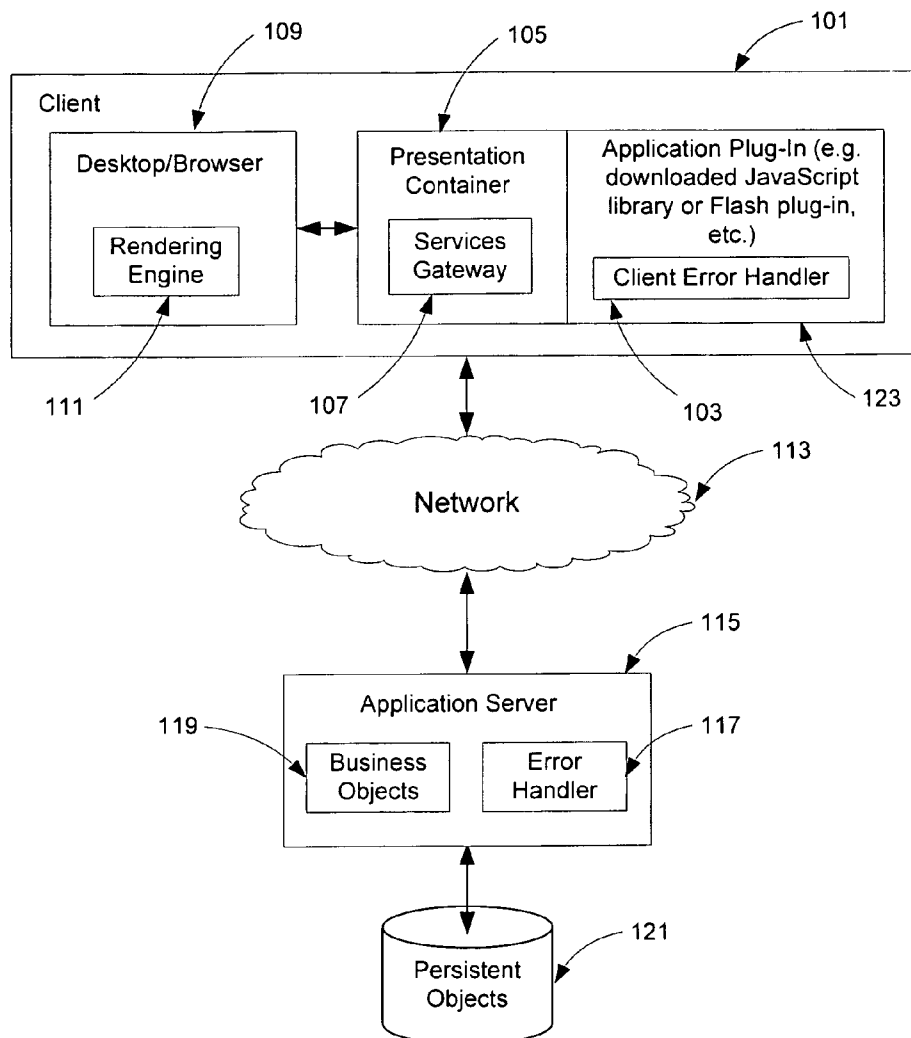 109
105
101
Client
Desktop/Browser
Rendering
Engine
Presentation
Container
Services
Gateway
Application Plug-In (e.g.
downloaded JavaScript
library or Flash plug-in,
etc.)
Client Error Handler
111
107
103
123
113
Network
115
Application Server
119
117
Business
Objects
Error
Handler
121
Persistent
Objects